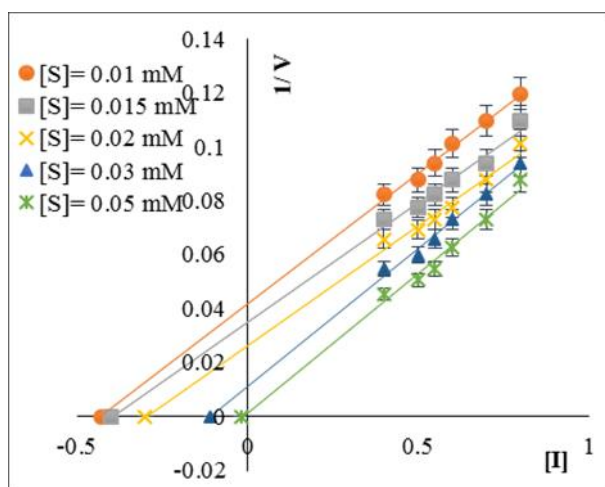 0.14
1/ V
[S]= 0.01 mM
0.12
[S]= 0.015 mM
0.1
[S]= 0.02 mM
0.08
[S]= 0.03 mM
[S]= 0.05 mM
0.06
0.04
0.02
0
-0.5
0
0.5
1
[I]
-0.02